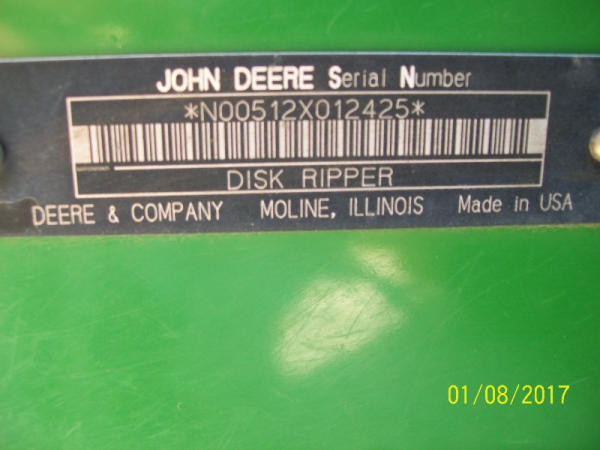 JOHN DEERE Serial Number
*N00512X012425*
DISK RIPPER
DEERE & COMPANY MOLINE, ILLINOIS Made in USA
01/08/2017